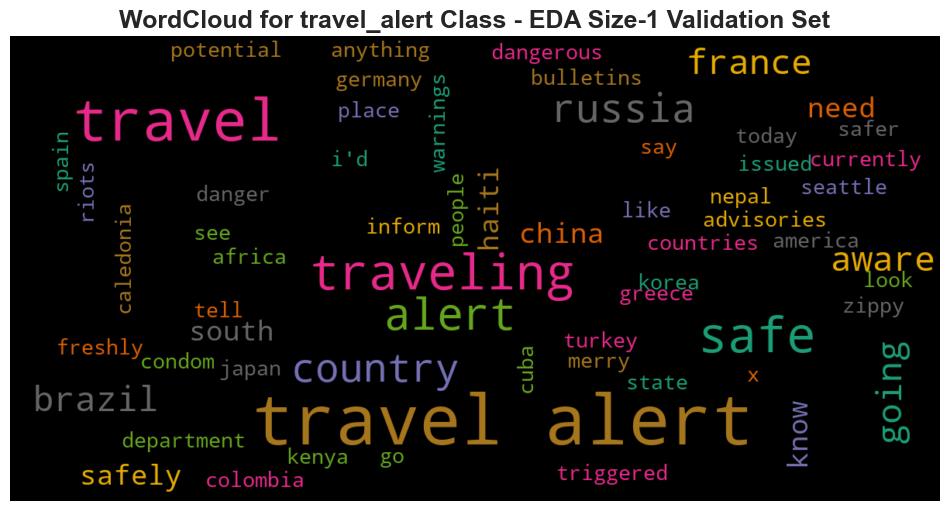 WordCloud for travel_alert Class - EDA Size-1 Validation Set
potential
anything
dangerous
france
germany
bulletins
travel
place
warnings
russia
need
today
safer
spain
riots
i'd
say
issued
currently
danger
people
haiti
like
nepal
seattle
caledonia
see
inform
china
advisories
africa
countries
america
aware
traveling
korea
look
greece
tell
alert
zippy
south
safe
freshly
condom
japan
country
turkey
merry
cuba
state
x
going
brazil
travel alert
know
department
kenya
go
safely
colombia
triggered